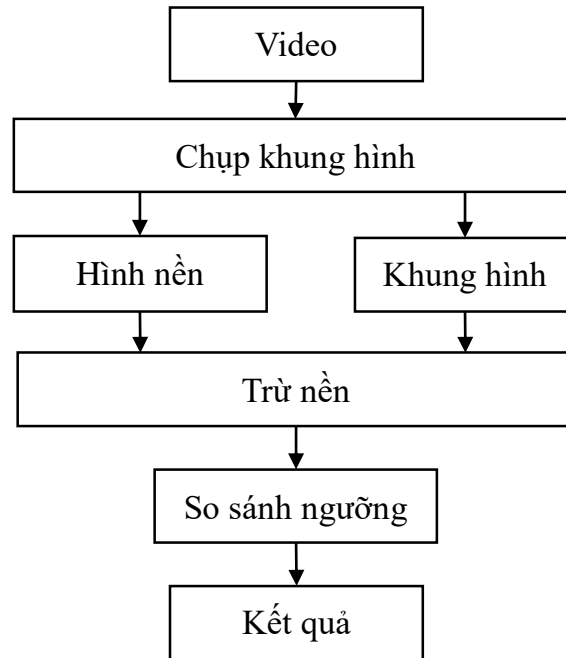 Video
Chụp khung hình
Hình nền
Khung hình
Trừ nền
So sánh ngưỡng
Kết quả